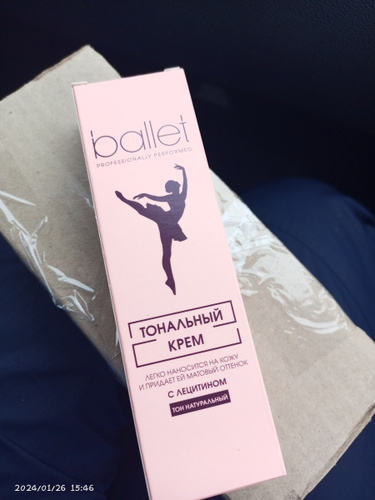 ballet
PROFESSIONALLY PERFORMED
ТОНАЛЬНЫЙ
КРЕМ
ЛЕГКО НАНОСИТСЯ НА КОЖУ
И ПРИДАЕТ ЕЙ МАТОВЫЙ ОТТЕНОК
С ЛЕЦИТИНОМ
ТОН НАТУРАЛЬНЫЙ
2024/01/26 15:46